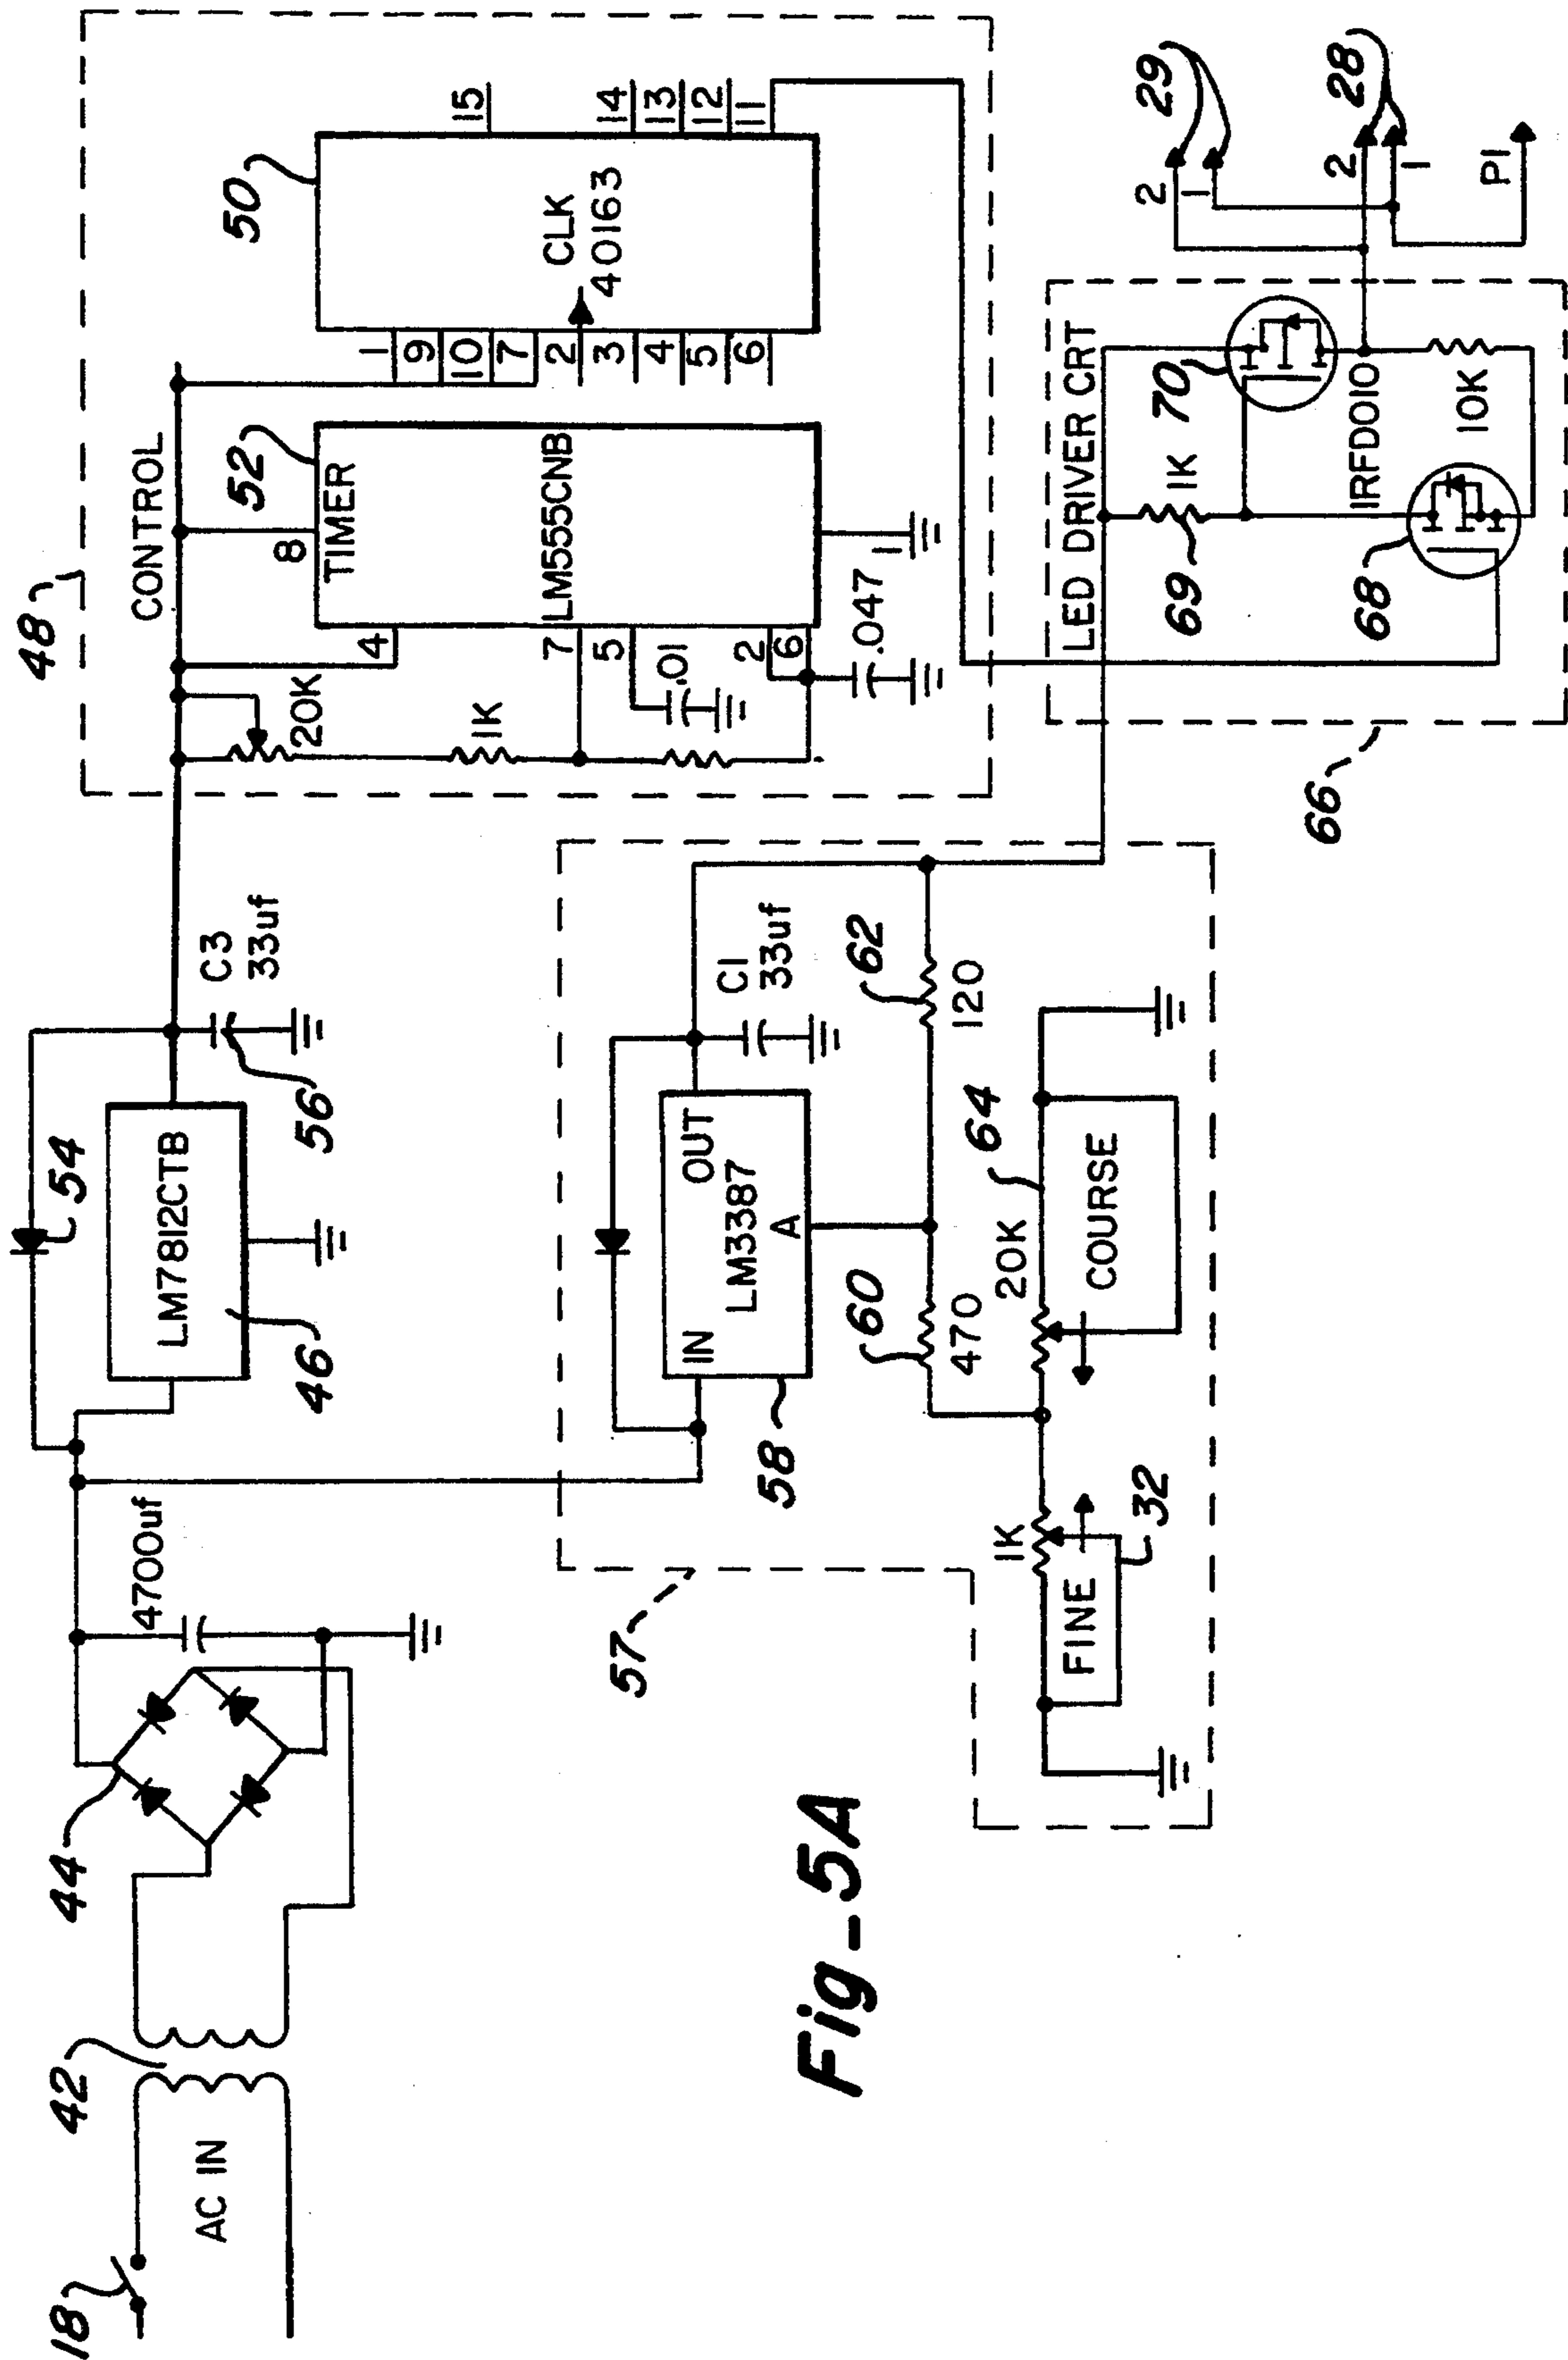 18
42
AC IN
44
4700uf
54
LM7812CTB
46
56
C3
33uf
48
CONTROL
20K
1K
4
8
52
TIMER
LM555CNB
7
5
.01
2
6
.047
1
50
CLK
40163
1
9
10
7
2
3
4
5
6
15
14
13
12
11
57
58
IN
OUT
LM3387
A
C1
33uf
60
470
62
120
1K
FINE
32
20K
64
COURSE
66
LED DRIVER CRT
69
1K
70
68
IRFD010
10K
29
2
1
28
2
1
P1
Fig-5A